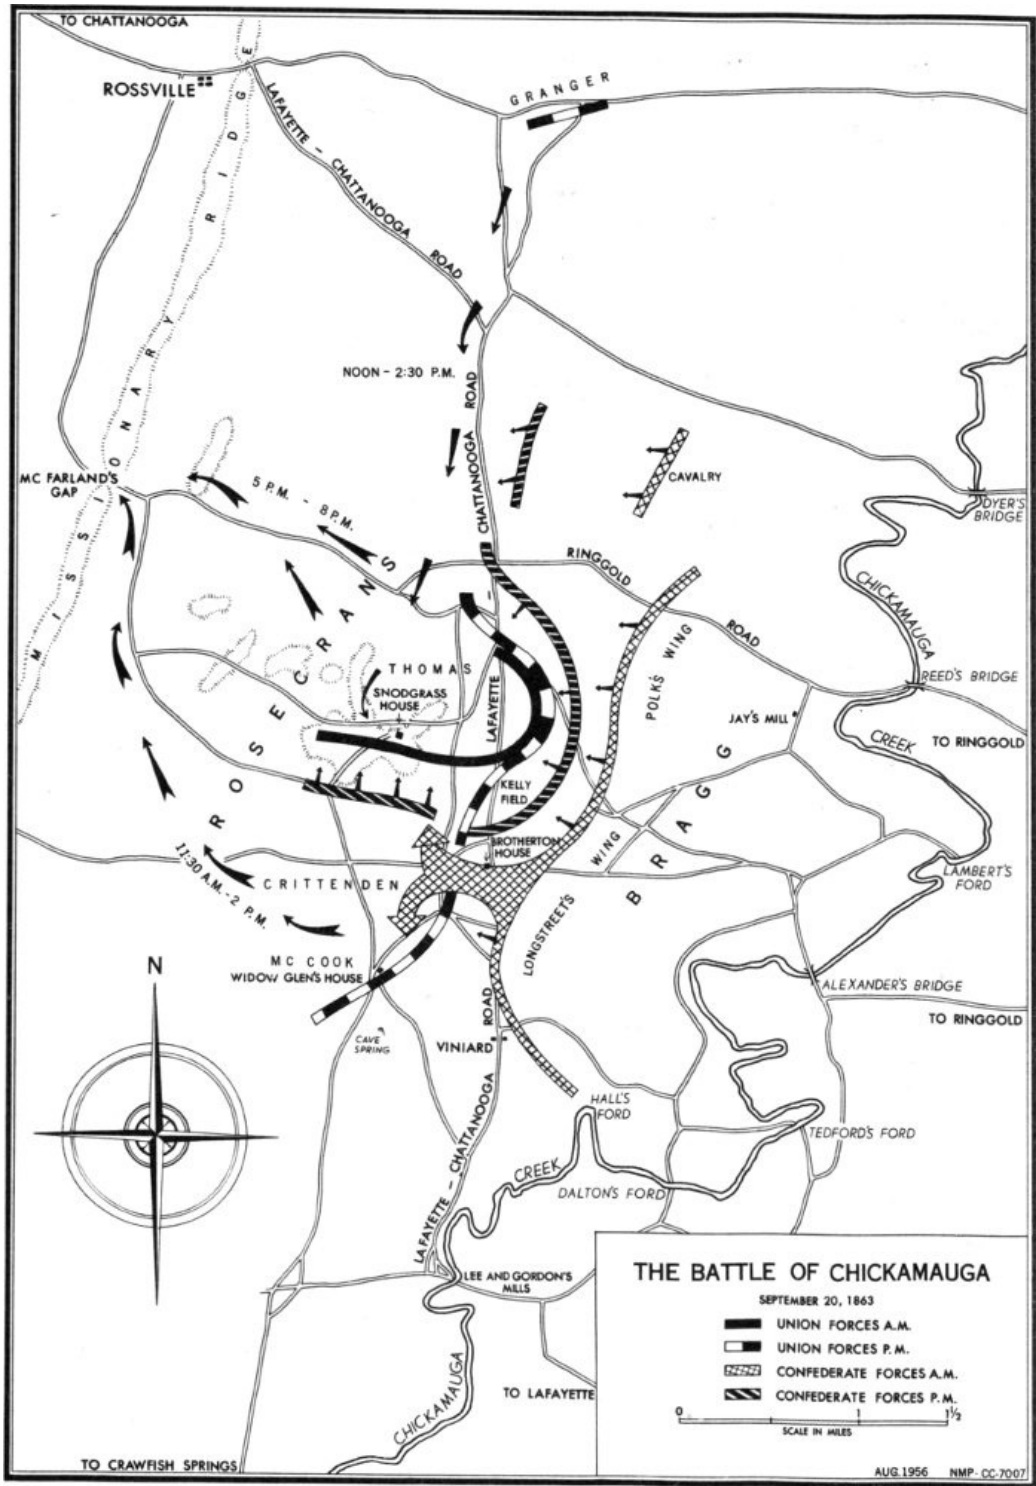 TO CHATTANOOGA
ROSSVILLE
GRANGER
LAFAYETTE - CHATTANOOGA ROAD
MISSIONARY RIDGE
NOON - 2:30 P.M.
CHATTANOOGA ROAD
MC FARLAND'S
GAP
5 P.M. - 8 P.M.
CAVALRY
DYER'S
BRIDGE
CHICKAMAUGA
RINGGOLD ROAD
ROSECRANS
THOMAS
SNODGRASS
HOUSE
LAFAYETTE -
POLK'S WING
REED'S BRIDGE
JAY'S MILL
CREEK
TO RINGGOLD
KELLY
FIELD
BRAGG
BROTHERTON
HOUSE
LONGSTREET'S WING
LAMBERT'S
FORD
11:30 A.M. - 2 P.M.
CRITTENDEN
MC COOK
WIDOW GLEN'S HOUSE
N
ALEXANDER'S BRIDGE
TO RINGGOLD
CAVE
SPRING
VINIARD
LAFAYETTE - CHATTANOOGA ROAD
HALL'S
FORD
TEDFORD'S FORD
CREEK
DALTON'S FORD
LEE AND GORDON'S
MILLS
CHICKAMAUGA
TO LAFAYETTE
TO CRAWFISH SPRINGS
THE BATTLE OF CHICKAMAUGA
SEPTEMBER 20, 1863
UNION FORCES A.M.
UNION FORCES P.M.
CONFEDERATE FORCES A.M.
CONFEDERATE FORCES P.M.
0 1 1½
SCALE IN MILES
AUG. 1956 NMP-CC-7007